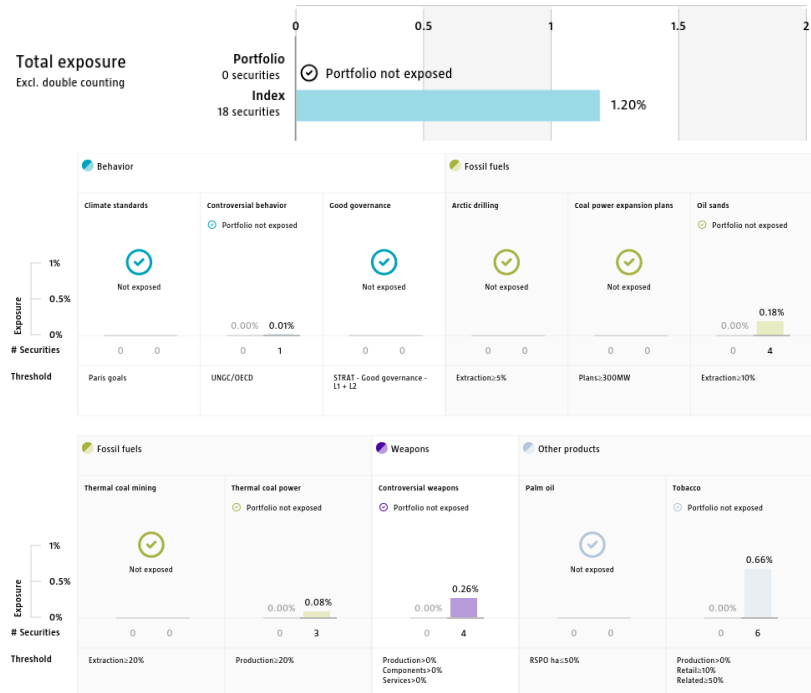 0 0.5 1 1.5 2
Total exposure
Excl. double counting
Portfolio
0 securities
Portfolio not exposed
Index
18 securities
1.20%
Behavior
Fossil fuels
Climate standards
Controversial behavior
Good governance
Arctic drilling
Coal power expansion plans
Oil sands
Portfolio not exposed
Portfolio not exposed
Not exposed
Not exposed
Not exposed
Not exposed
Exposure
1%
0.5%
0%
0.00% 0.01%
0.00% 0.18%
# Securities
0 0
0 1
0 0
0 0
0 0
0 4
Threshold
Paris goals
UNGC/OECD
STRAT - Good governance -
L1 + L2
Extraction≥5%
Plans≥300MW
Extraction≥10%
Fossil fuels
Weapons
Other products
Thermal coal mining
Thermal coal power
Controversial weapons
Palm oil
Tobacco
Portfolio not exposed
Portfolio not exposed
Portfolio not exposed
Not exposed
Not exposed
Exposure
1%
0.5%
0%
0.00% 0.08%
0.00% 0.26%
0.00% 0.66%
# Securities
0 0
0 3
0 4
0 0
0 6
Threshold
Extraction≥20%
Production≥20%
Production>0%
Components>0%
Services>0%
RSPO ha≤50%
Production>0%
Retail≥10%
Related≥50%